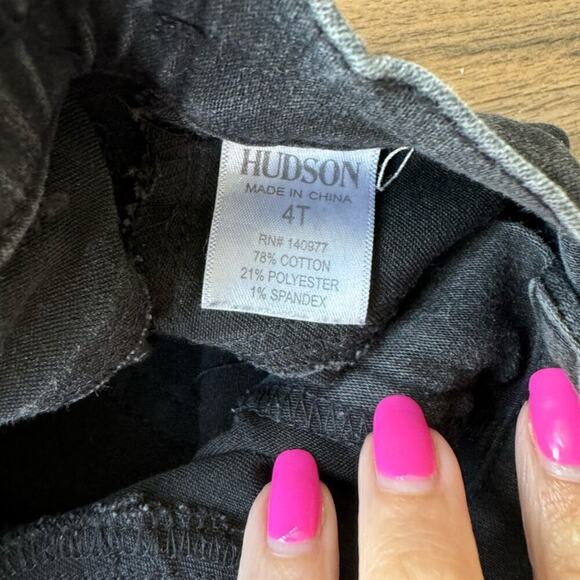 HUDSON
MADE IN CHINA
4T
RN# 140977
78% COTTON
21% POLYESTER
1% SPANDEX